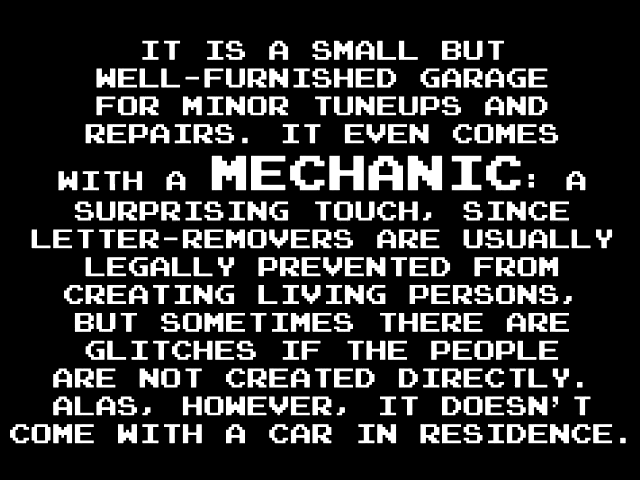 IT IS A SMALL BUT
WELL-FURNISHED GARAGE
FOR MINOR TUNEUPS AND
REPAIRS. IT EVEN COMES
WITH A MECHANIC: A
SURPRISING TOUCH, SINCE
LETTER-REMOVERS ARE USUALLY
LEGALLY PREVENTED FROM
CREATING LIVING PERSONS,
BUT SOMETIMES THERE ARE
GLITCHES IF THE PEOPLE
ARE NOT CREATED DIRECTLY.
ALAS, HOWEVER, IT DOESN'T
COME WITH A CAR IN RESIDENCE.